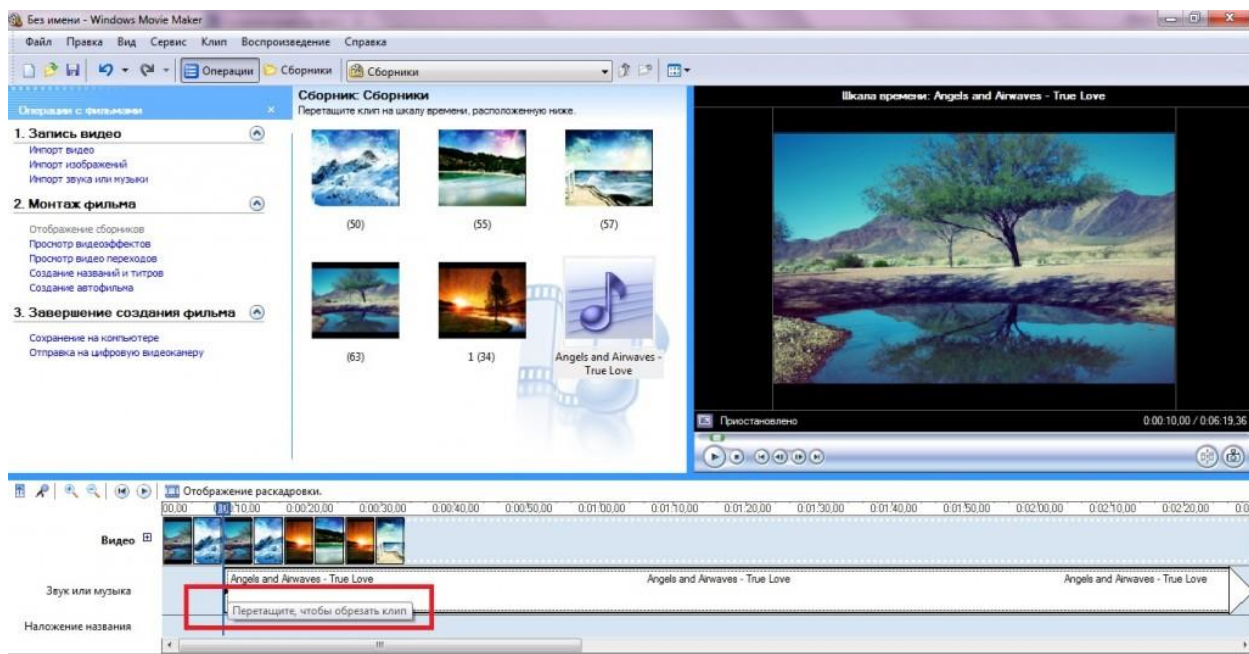 Без имени - Windows Movie Maker
Файл Правка Вид Сервис Клип Воспроизведение Справка
Операции Сборники Сборники
Операции с фильмами
1. Запись видео
Импорт видео
Импорт изображений
Импорт звука или музыки
2. Монтаж фильма
Отображение сборников
Просмотр видеоэффектов
Просмотр видео переходов
Создание названий и титров
Создание автофильма
3. Завершение создания фильма
Сохранение на компьютере
Отправка на цифровую видеокамеру
Сборник: Сборники
Перетащите клип на шкалу времени, расположенную ниже.
(50) (55) (57)
(63) 1 (34) Angels and Airwaves -
True Love
Шкала времени: Angels and Airwaves - True Love
Приостановлено 0:00:10,00 / 0:06:19,36
Отображение раскадровки.
00,00 10,00 0:00:20,00 0:00:30,00 0:00:40,00 0:00:50,00 0:01:00,00 0:01:10,00 0:01:20,00 0:01:30,00 0:01:40,00 0:01:50,00 0:02:00,00 0:02:10,00 0:02:20,00 0:0
Видео
Звук или музыка
Angels and Airwaves - True Love Angels and Airwaves - True Love Angels and Airwaves - True Love
Перетащите, чтобы обрезать клип
Наложение названия